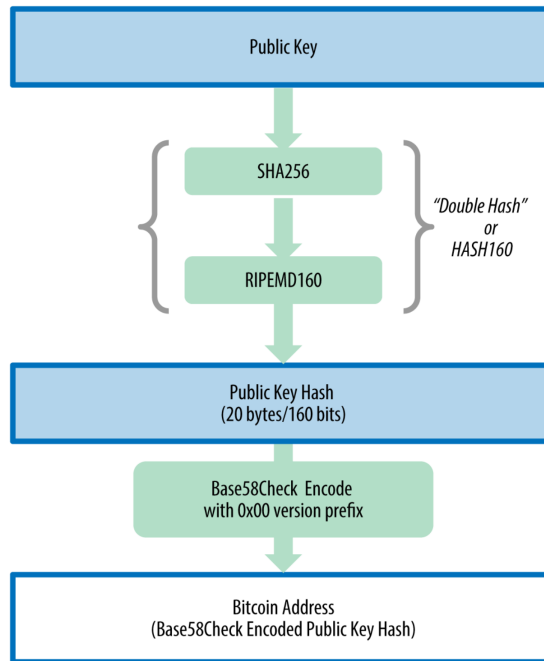 Public Key
SHA256
"Double Hash"
or
HASH160
RIPEMD160
Public Key Hash
(20 bytes/160 bits)
Base58Check Encode
with 0x00 version prefix
Bitcoin Address
(Base58Check Encoded Public Key Hash)